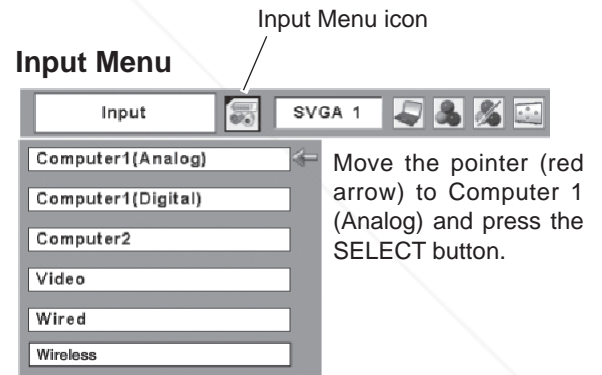 Input Menu icon
Input Menu
Input
SVGA 1
Computer1(Analog)
Computer1(Digital)
Computer2
Video
Wired
Wireless
Move the pointer (red
arrow) to Computer 1
(Analog) and press the
SELECT button.